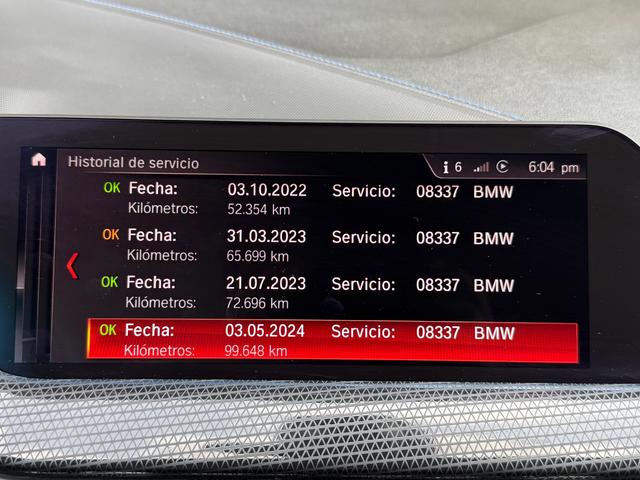 Historial de servicio i 6 6:04 pm
OK Fecha: 03.10.2022 Servicio: 08337 BMW
Kilómetros: 52.354 km
OK Fecha: 31.03.2023 Servicio: 08337 BMW
Kilómetros: 65.699 km
OK Fecha: 21.07.2023 Servicio: 08337 BMW
Kilómetros: 72.696 km
OK Fecha: 03.05.2024 Servicio: 08337 BMW
Kilómetros: 99.648 km